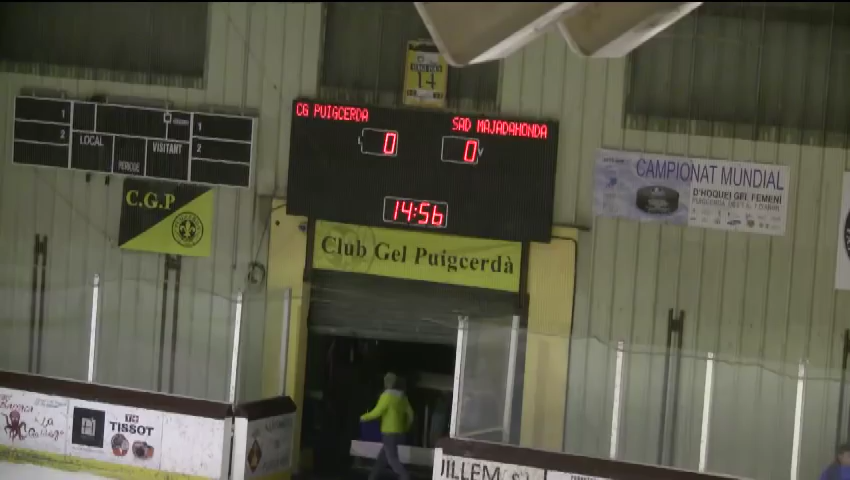 14
CG PUIGCERDA
SAD MAJADAHONDA
0
0
14:56
1
1
2
2
LOCAL
PERIODE
VISITANT
C.G.P
Club Gel Puigcerdà
CAMPIONAT MUNDIAL
D'HOQUEI GEL FEMENÍ
H
TISSOT